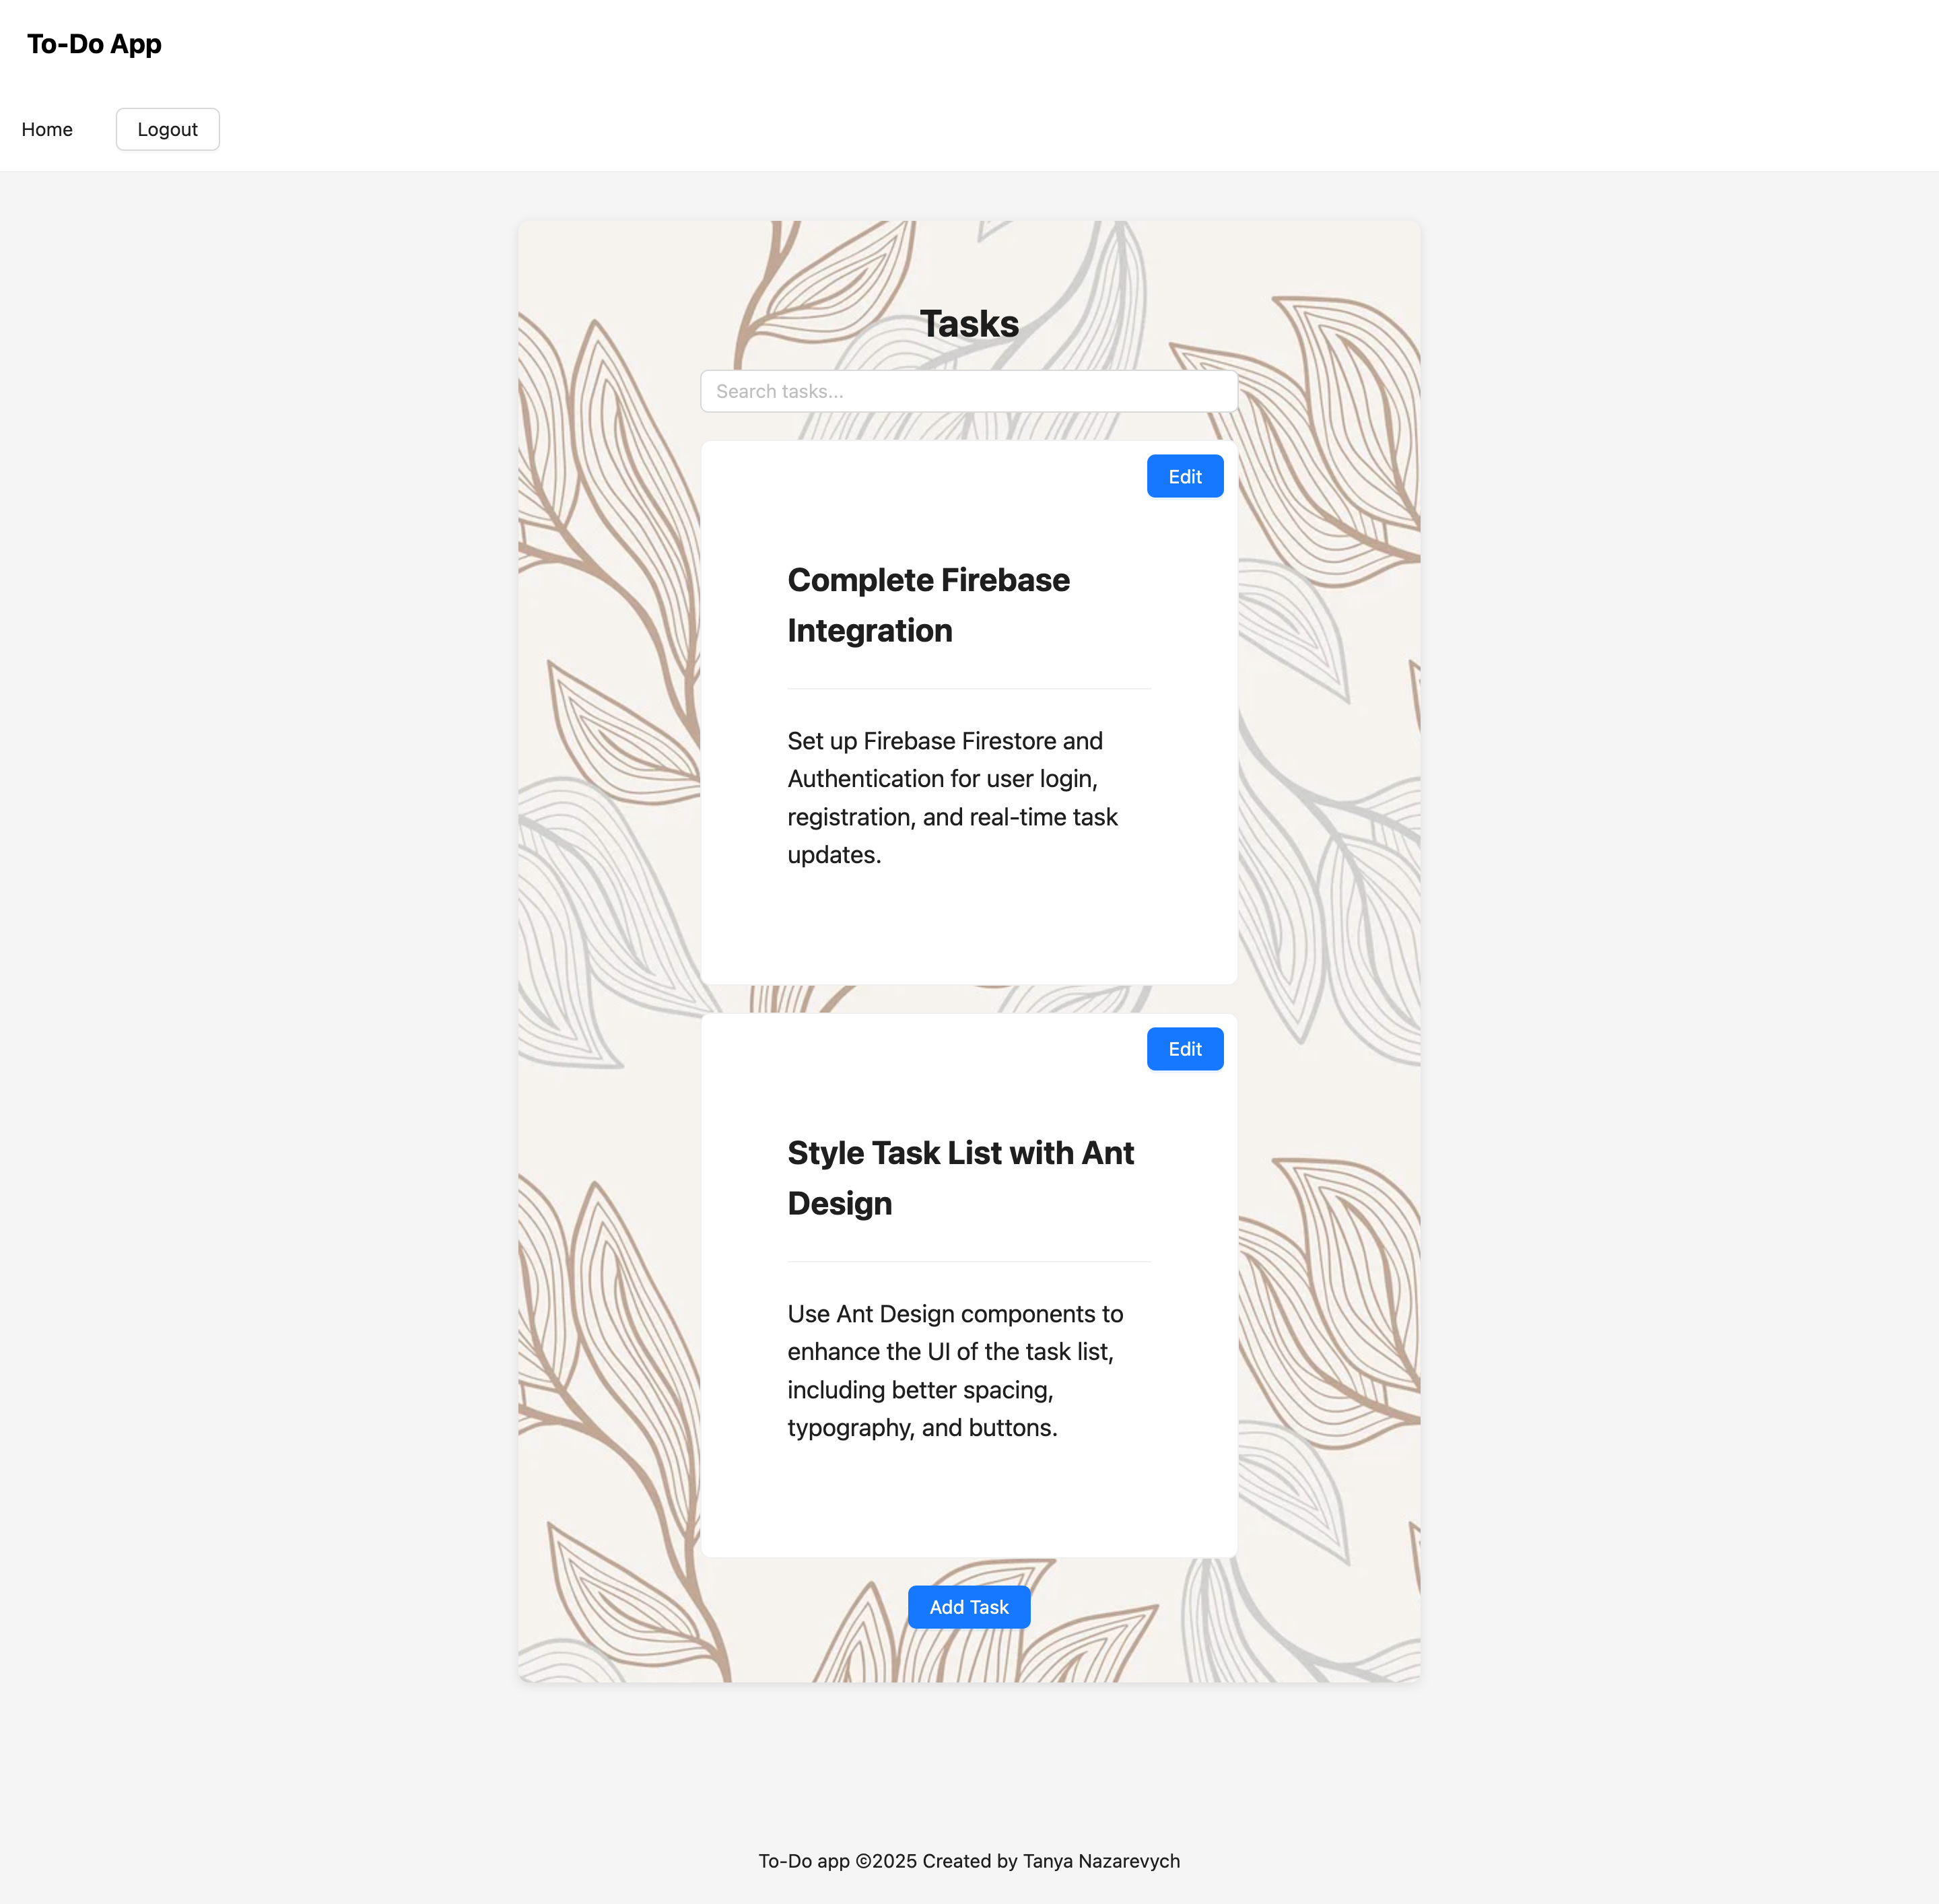 To-Do App
Home
Logout
Tasks
Search tasks...
Edit
Complete Firebase
Integration
Set up Firebase Firestore and
Authentication for user login,
registration, and real-time task
updates.
Edit
Style Task List with Ant
Design
Use Ant Design components to
enhance the UI of the task list,
including better spacing,
typography, and buttons.
Add Task
To-Do app ©2025 Created by Tanya Nazarevych